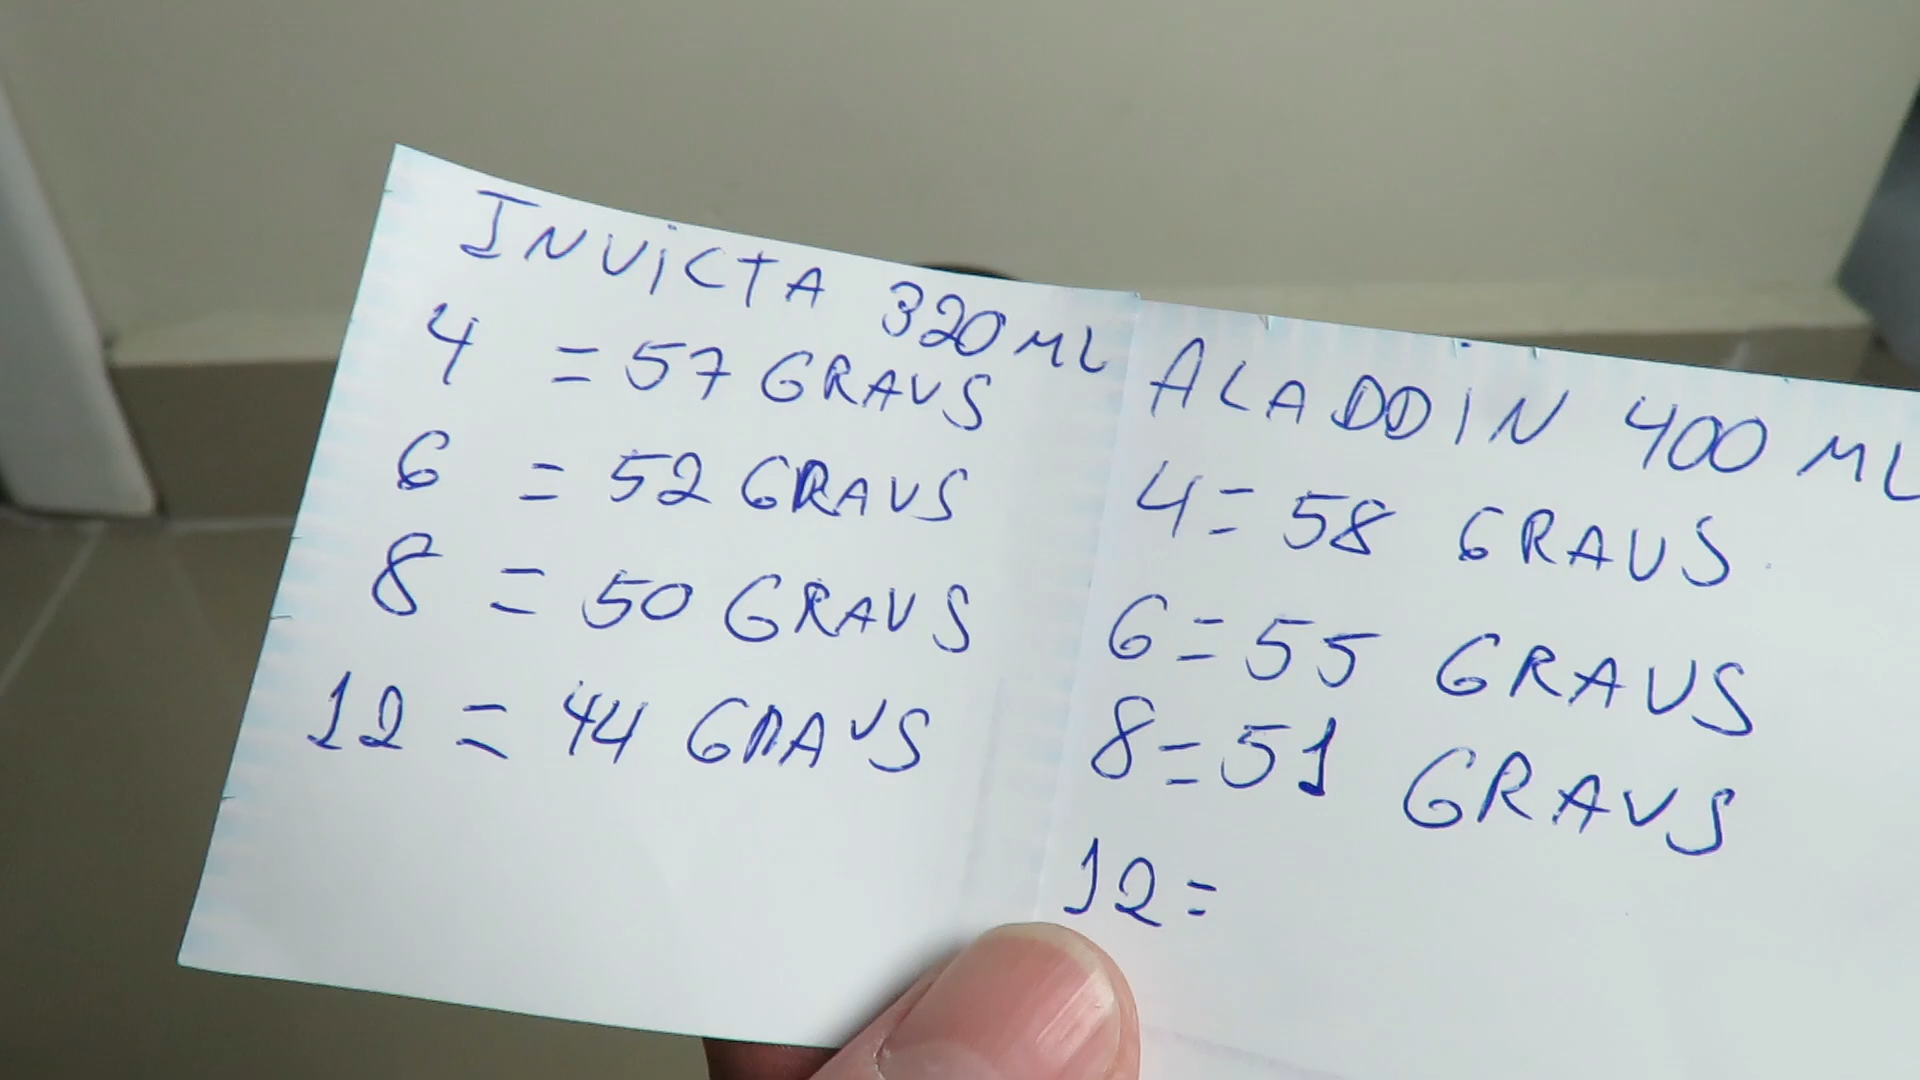 INVICTA 320ML
4 = 57 GRAUS
6 = 52 GRAUS
8 = 50 GRAUS
12 = 44 GRAUS
ALADDIN 400 ML
4 = 58 GRAUS
6 = 55 GRAUS
8 = 51 GRAUS
12 =